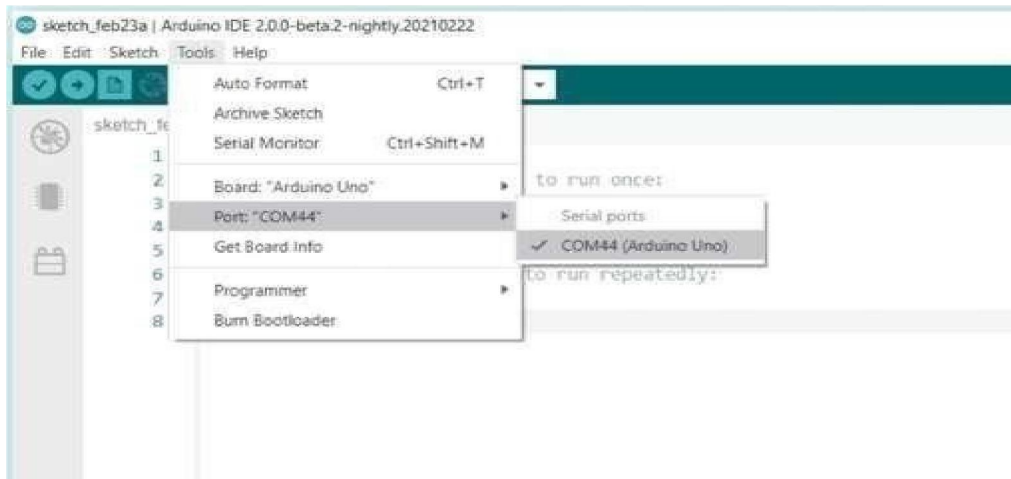 sketch_feb23a | Arduino IDE 2.0.0-beta.2-nightly.20210222
File Edit Sketch Tools Help
Auto Format Ctrl+T
Archive Sketch
sketch_fe
Serial Monitor Ctrl+Shift+M
1
2 to run once:
Board: "Arduino Uno"
3
Port: "COM44" Serial ports
4
Get Board Info COM44 (Arduino Uno)
5
6 to run repeatedly:
Programmer
7
Burn Bootloader
8